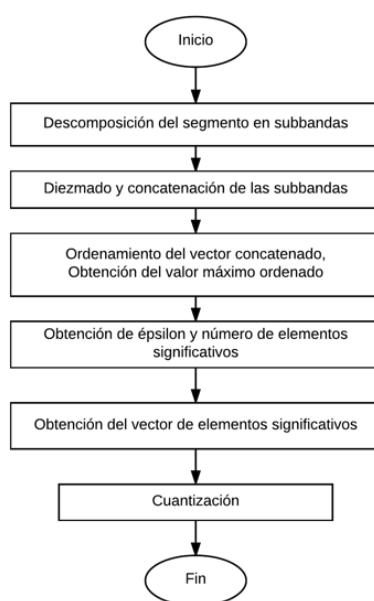 Inicio
Descomposición del segmento en subbandas
Diezmado y concatenación de las subbandas
Ordenamiento del vector concatenado,
Obtención del valor máximo ordenado
Obtención de épsilon y número de elementos
significativos
Obtención del vector de elementos significativos
Cuantización
Fin